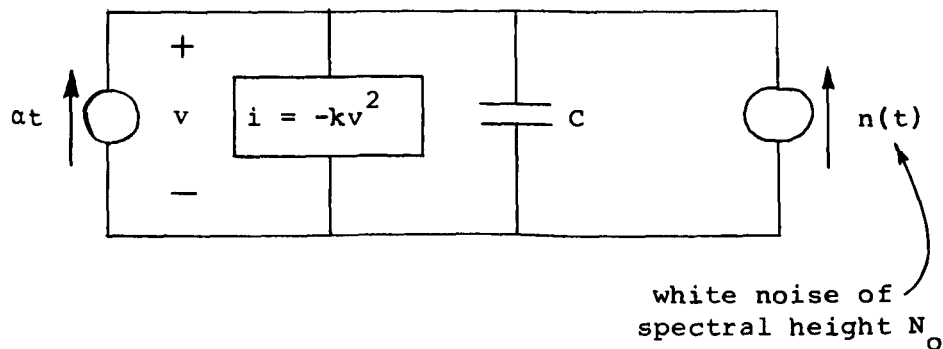 +
αt
v
i = -kv²
C
n(t)
−
white noise of
spectral height N₀